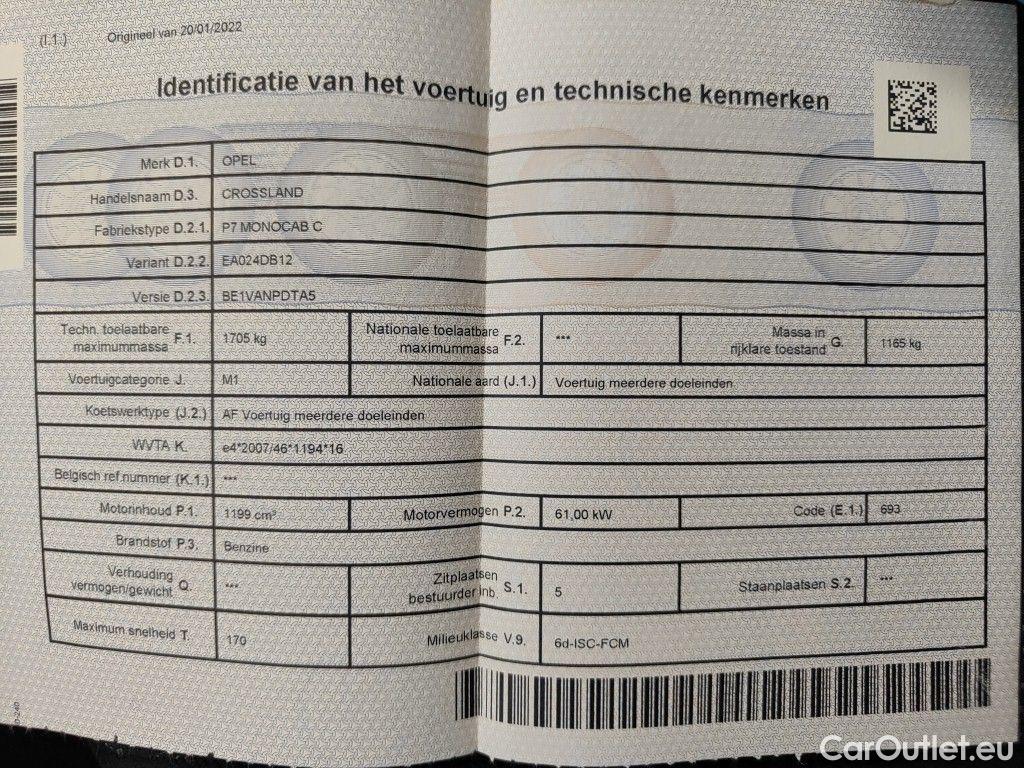 (I.1.) Origineel van 20/01/2022
Identificatie van het voertuig en technische kenmerken
Merk D.1. OPEL
Handelsnaam D.3. CROSSLAND
Fabriekstype D.2.1. P7 MONOCAB C
Variant D.2.2. EA024DB12
Versie D.2.3. BE1VANPDTA5
Techn. toelaatbare maximummassa F.1. 1705 kg Nationale toelaatbare maximummassa F.2. *** Massa in rijklare toestand G. 1165 kg
Voertuigcategorie J. M1 Nationale aard (J.1.) Voertuig meerdere doeleinden
Koetswerktype (J.2.) AF Voertuig meerdere doeleinden
WVTA K. e4*2007/46*1194*16
Belgisch ref.nummer (K.1.) ***
Motorinhoud P.1. 1199 cm³ Motorvermogen P.2. 61,00 kW Code (E.1.) 693
Brandstof P.3. Benzine
Verhouding vermogen/gewicht Q. *** Zitplaatsen bestuurder inb. S.1. 5 Staanplaatsen S.2. ***
Maximum snelheid T. 170 Milieuklasse V.9. 6d-ISC-FCM
CarOutlet.eu